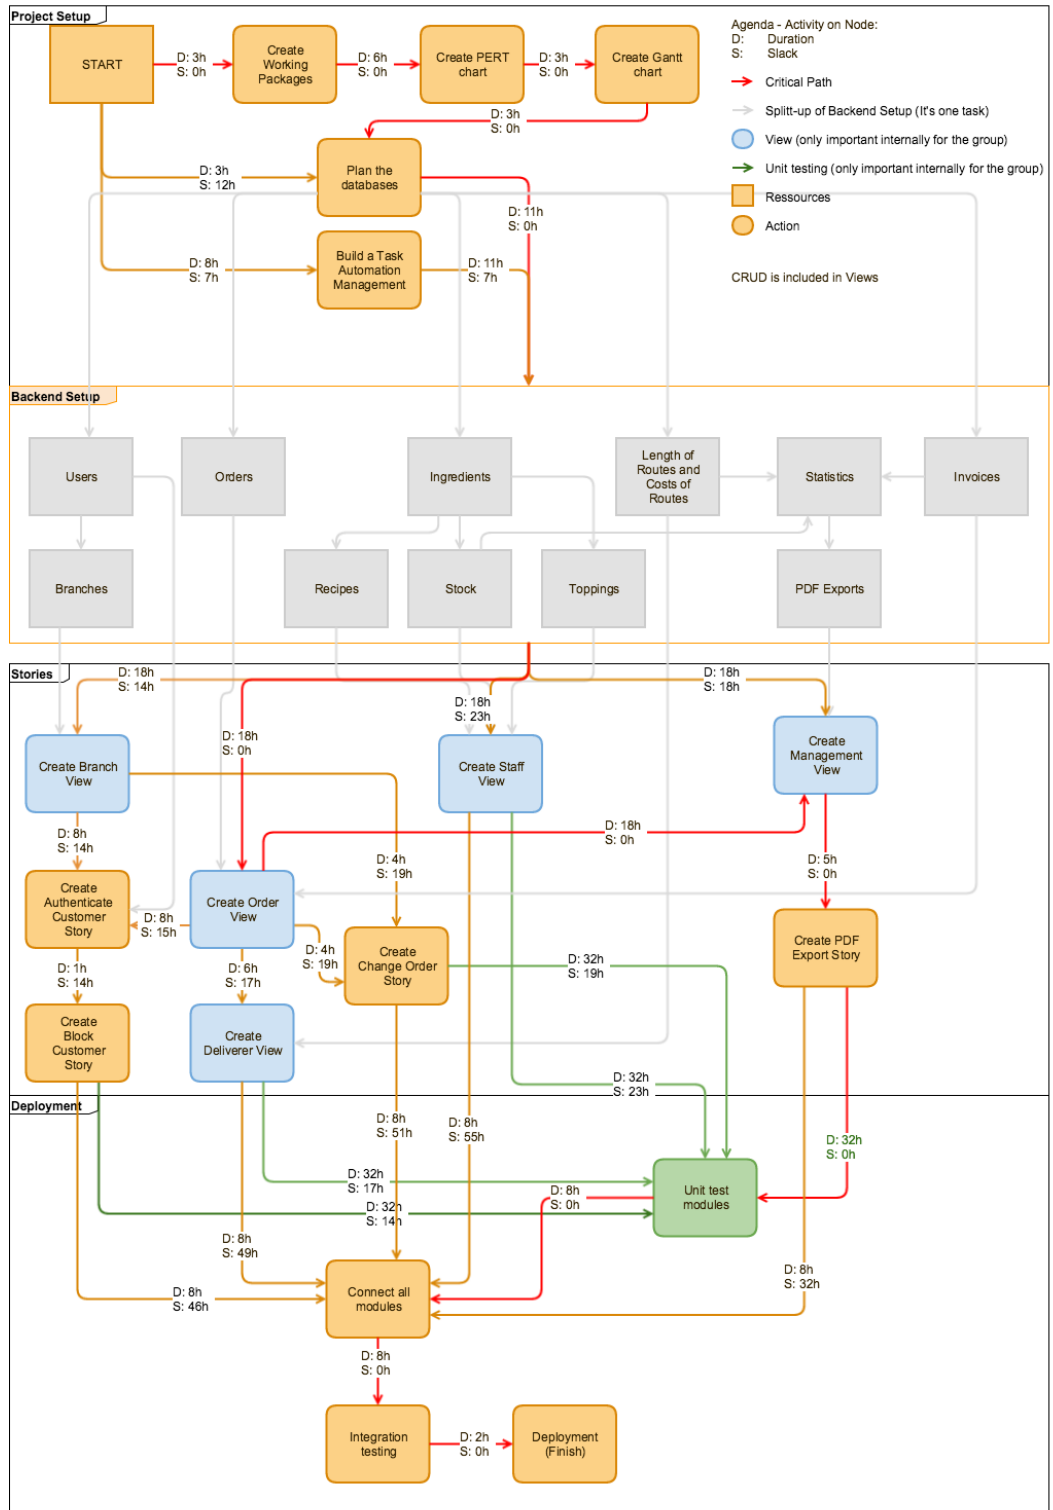 Project Setup
START
D: 3h
S: 0h
Create
Working
Packages
D: 6h
S: 0h
Create PERT
chart
D: 3h
S: 0h
Create Gantt
chart
Agenda - Activity on Node:
D: Duration
S: Slack
Critical Path
Splitt-up of Backend Setup (It's one task)
View (only important internally for the group)
Unit testing (only important internally for the group)
Ressources
Action
CRUD is included in Views
D: 3h
S: 0h
D: 3h
S: 12h
Plan the
databases
D: 11h
S: 0h
D: 8h
S: 7h
Build a Task
Automation
Management
D: 11h
S: 7h
Backend Setup
Users
Orders
Ingredients
Length of
Routes and
Costs of
Routes
Statistics
Invoices
Branches
Recipes
Stock
Toppings
PDF Exports
Stories
D: 18h
S: 14h
D: 18h
S: 0h
D: 18h
S: 23h
D: 18h
S: 18h
Create Branch
View
Create Staff
View
Create
Management
View
D: 8h
S: 14h
D: 4h
S: 19h
D: 18h
S: 0h
D: 5h
S: 0h
Create
Authenticate
Customer
Story
D: 8h
S: 15h
Create Order
View
D: 4h
S: 19h
Create
Change Order
Story
D: 32h
S: 19h
Create PDF
Export Story
D: 1h
S: 14h
D: 6h
S: 17h
Create
Block
Customer
Story
Create
Deliverer View
D: 32h
S: 23h
Deployment
D: 8h
S: 51h
D: 8h
S: 55h
D: 32h
S: 0h
D: 32h
S: 17h
D: 32h
S: 14h
D: 8h
S: 0h
Unit test
modules
D: 8h
S: 49h
D: 8h
S: 46h
Connect all
modules
D: 8h
S: 32h
D: 8h
S: 0h
Integration
testing
D: 2h
S: 0h
Deployment
(Finish)